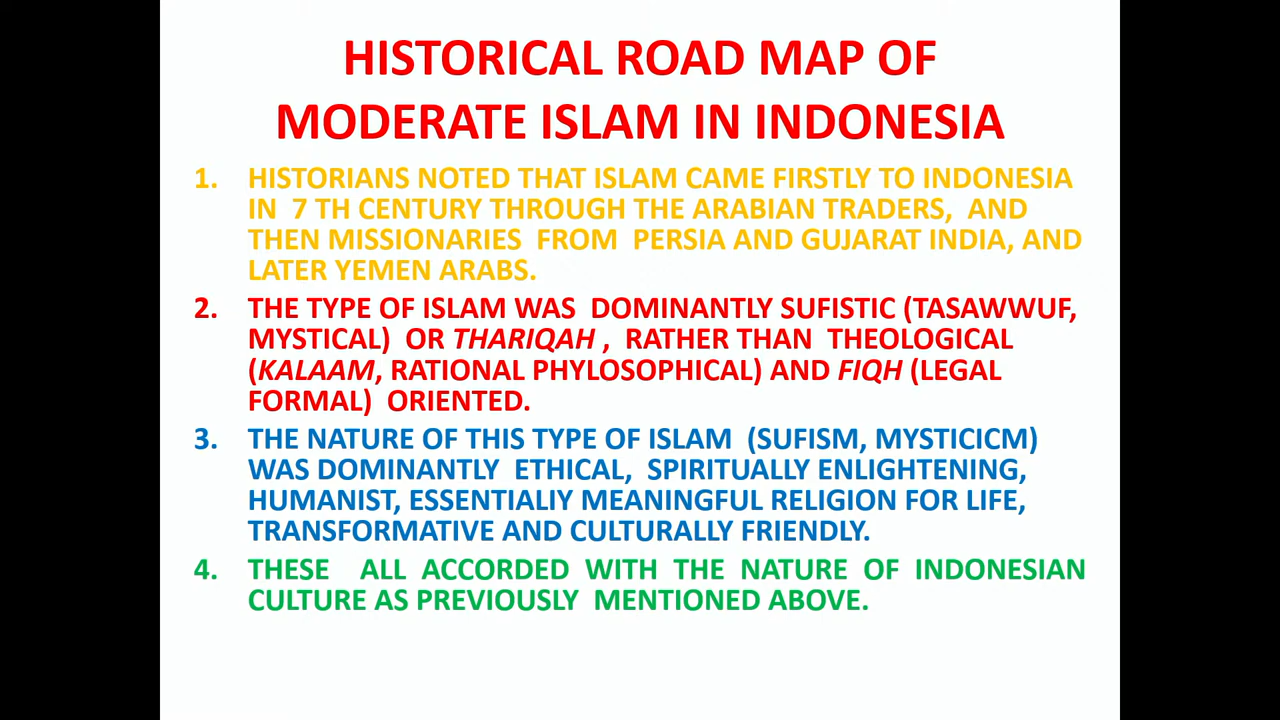 HISTORICAL ROAD MAP OF
MODERATE ISLAM IN INDONESIA
1. HISTORIANS NOTED THAT ISLAM CAME FIRSTLY TO INDONESIA
IN 7 TH CENTURY THROUGH THE ARABIAN TRADERS, AND
THEN MISSIONARIES FROM PERSIA AND GUJARAT INDIA, AND
LATER YEMEN ARABS.
2. THE TYPE OF ISLAM WAS DOMINANTLY SUFISTIC (TASAWWUF,
MYSTICAL) OR THARIQAH , RATHER THAN THEOLOGICAL
(KALAAM, RATIONAL PHYLOSOPHICAL) AND FIQH (LEGAL
FORMAL) ORIENTED.
3. THE NATURE OF THIS TYPE OF ISLAM (SUFISM, MYSTICICM)
WAS DOMINANTLY ETHICAL, SPIRITUALLY ENLIGHTENING,
HUMANIST, ESSENTIALIY MEANINGFUL RELIGION FOR LIFE,
TRANSFORMATIVE AND CULTURALLY FRIENDLY.
4. THESE ALL ACCORDED WITH THE NATURE OF INDONESIAN
CULTURE AS PREVIOUSLY MENTIONED ABOVE.